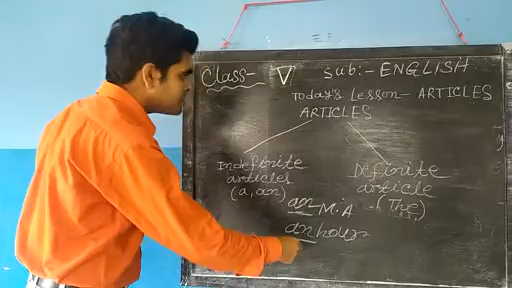 Class- V Sub:- ENGLISH
Today's Lesson- ARTICLES
ARTICLES
Indefinite articles (a, an)
Definite article (The)
an M.A
an hour